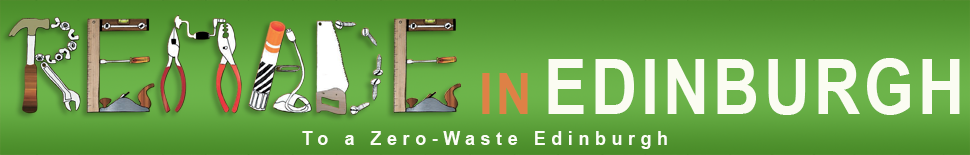 REMADE IN EDINBURGH
To a Zero-Waste Edinburgh